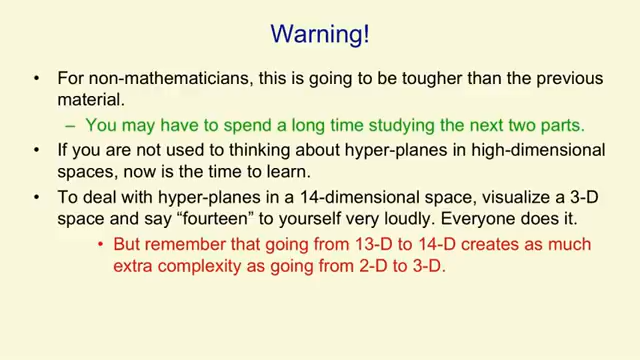 Warning!
• For non-mathematicians, this is going to be tougher than the previous
material.
– You may have to spend a long time studying the next two parts.
• If you are not used to thinking about hyper-planes in high-dimensional
spaces, now is the time to learn.
• To deal with hyper-planes in a 14-dimensional space, visualize a 3-D
space and say “fourteen” to yourself very loudly. Everyone does it.
• But remember that going from 13-D to 14-D creates as much
extra complexity as going from 2-D to 3-D.